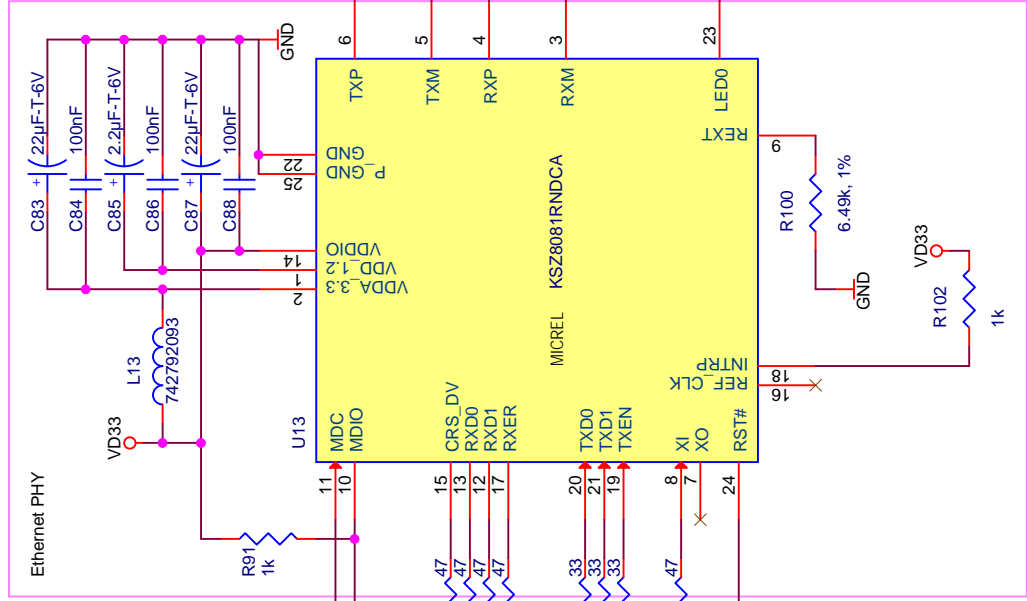 6
5
4
3
23
GND
TXP
TXM
RXP
RXM
LED0
22µF-T-6V
100nF
2.2µF-T-6V
100nF
22µF-T-6V
100nF
+
+
+
C83
C84
C85
C86
C87
C88
GND
22
P_GND
25
VDDIO
14
VDD_1.2
1
VDDA_3.3
2
REXT
9
R100
6.49k, 1%
GND
VD33
R102
1k
KSZ8081RNDCA
MICREL
INTRP
18
REF_CLK
16
L13
742792093
VD33
U13
MDC
MDIO
CRS_DV
RXD0
RXD1
RXER
TXD0
TXD1
TXEN
XI
XO
RST#
11
10
15
13
12
17
20
21
19
8
7
24
R91
1k
47
47
47
47
33
33
33
47
Ethernet PHY